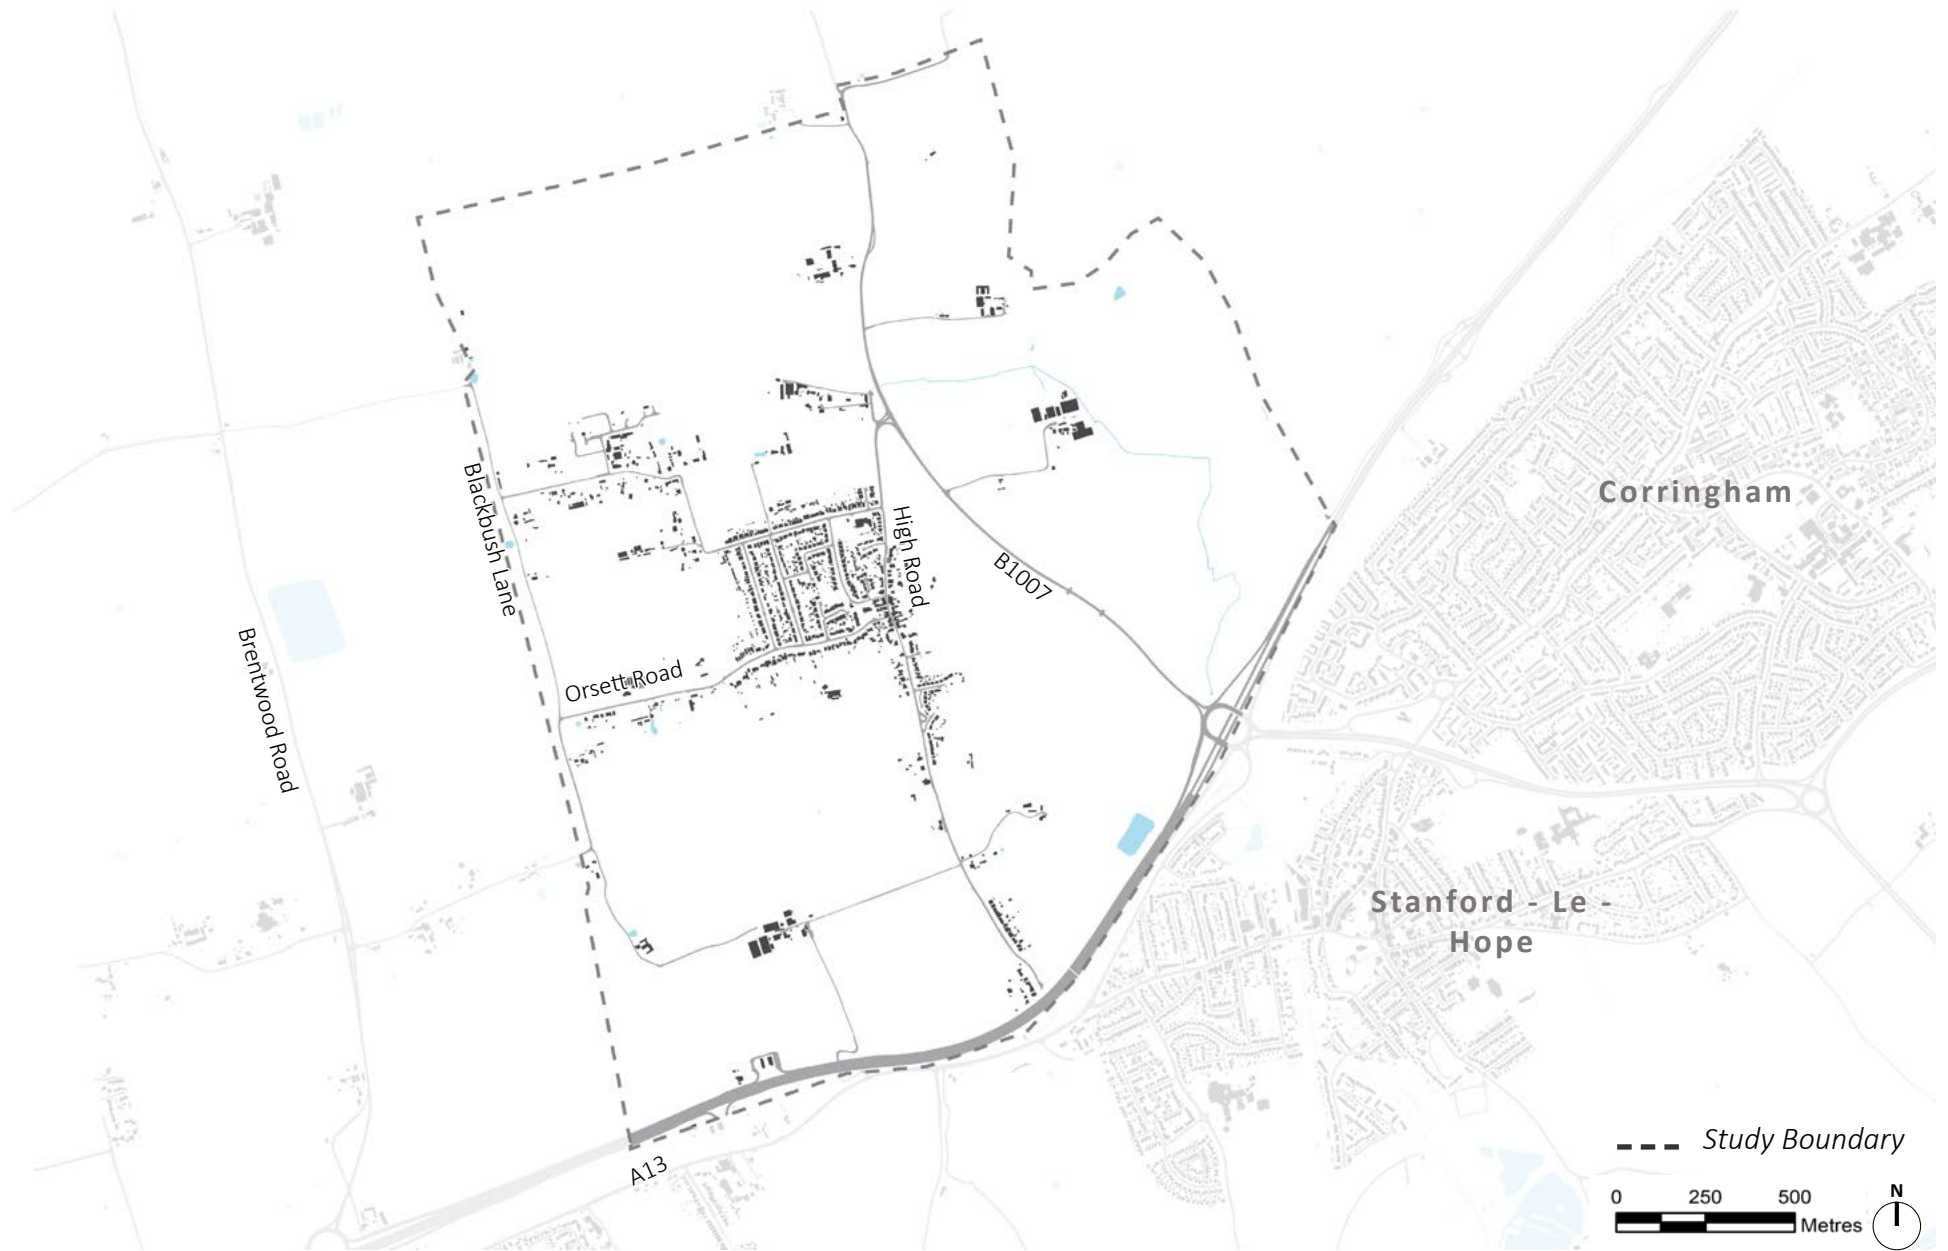 Corringham
Blackbush Lane
High Road
B1007
Brentwood Road
Orsett Road
Stanford - Le -
Hope
A13
Study Boundary
0 250 500
Metres
N